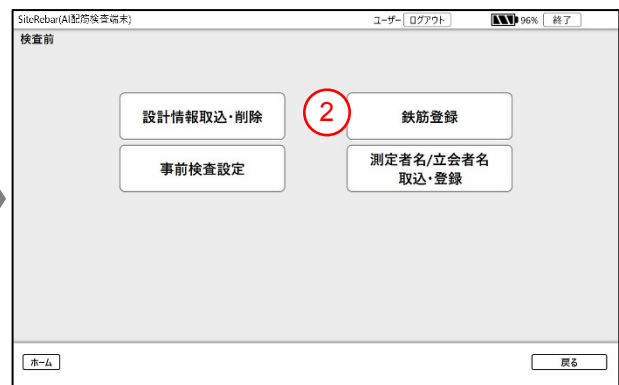 SiteRebar(AI配筋検査端末) ユーザー ログアウト 96% 終了
検査前
設計情報取込・削除 2 鉄筋登録
事前検査設定 測定者名/立会者名
取込・登録
ホーム 戻る